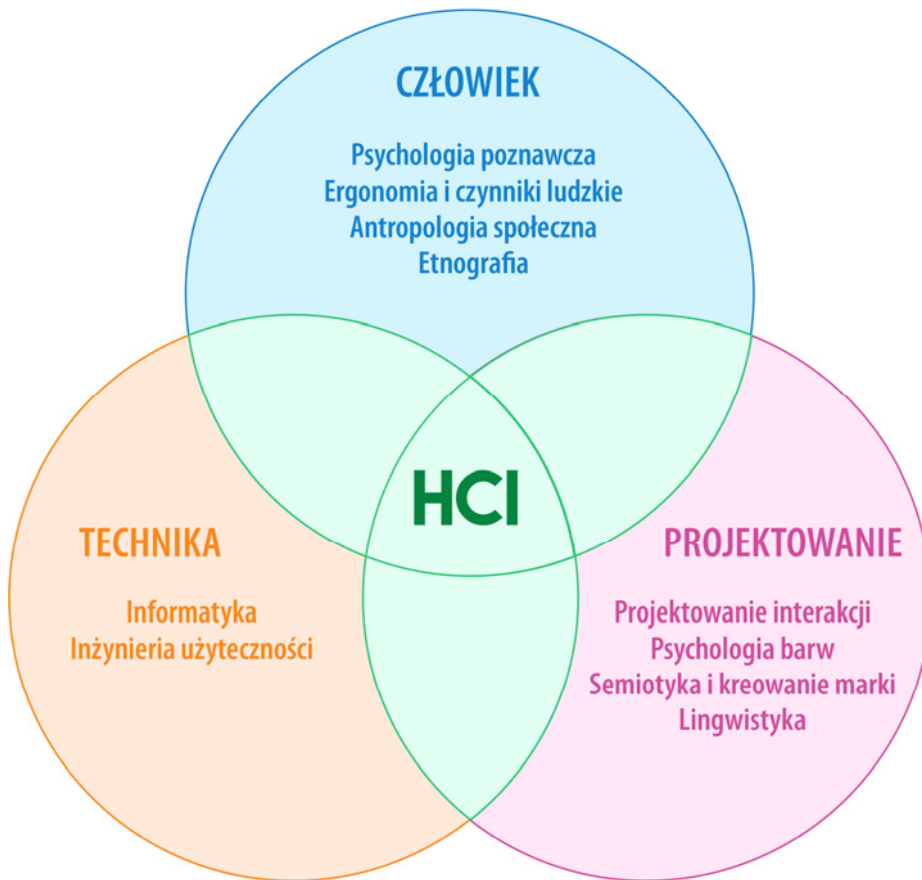 CZŁOWIEK
Psychologia poznawcza
Ergonomia i czynniki ludzkie
Antropologia społeczna
Etnografia
HCI
TECHNIKA
Informatyka
Inżynieria użyteczności
PROJEKTOWANIE
Projektowanie interakcji
Psychologia barw
Semiotyka i kreowanie marki
Lingwistyka